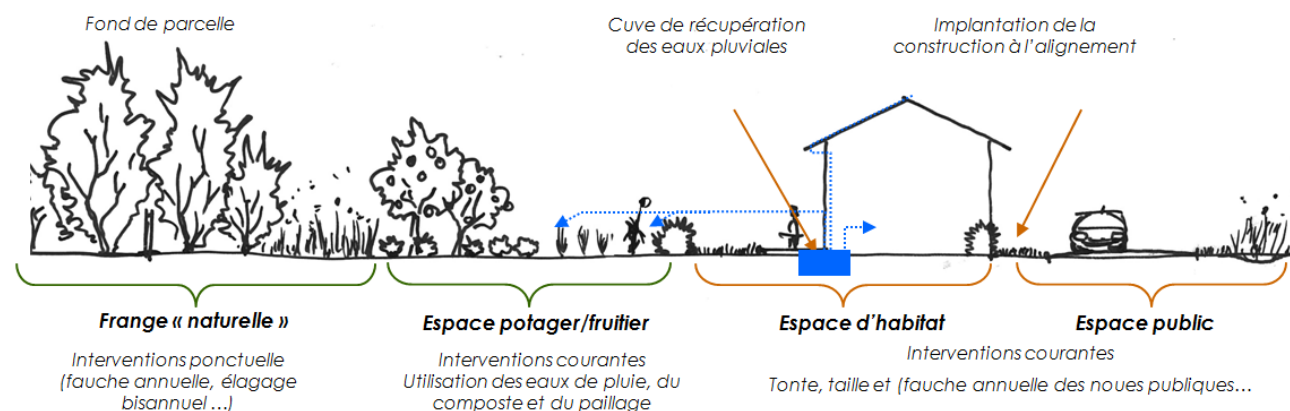 Fond de parcelle
Cuve de récupération
des eaux pluviales
Implantation de la
construction à l'alignement
Frange « naturelle »
Interventions ponctuelle
(fauche annuelle, élagage
bisannuel …)
Espace potager/fruitier
Interventions courantes
Utilisation des eaux de pluie, du
composte et du paillage
Espace d'habitat
Espace public
Interventions courantes
Tonte, taille et (fauche annuelle des noues publiques…